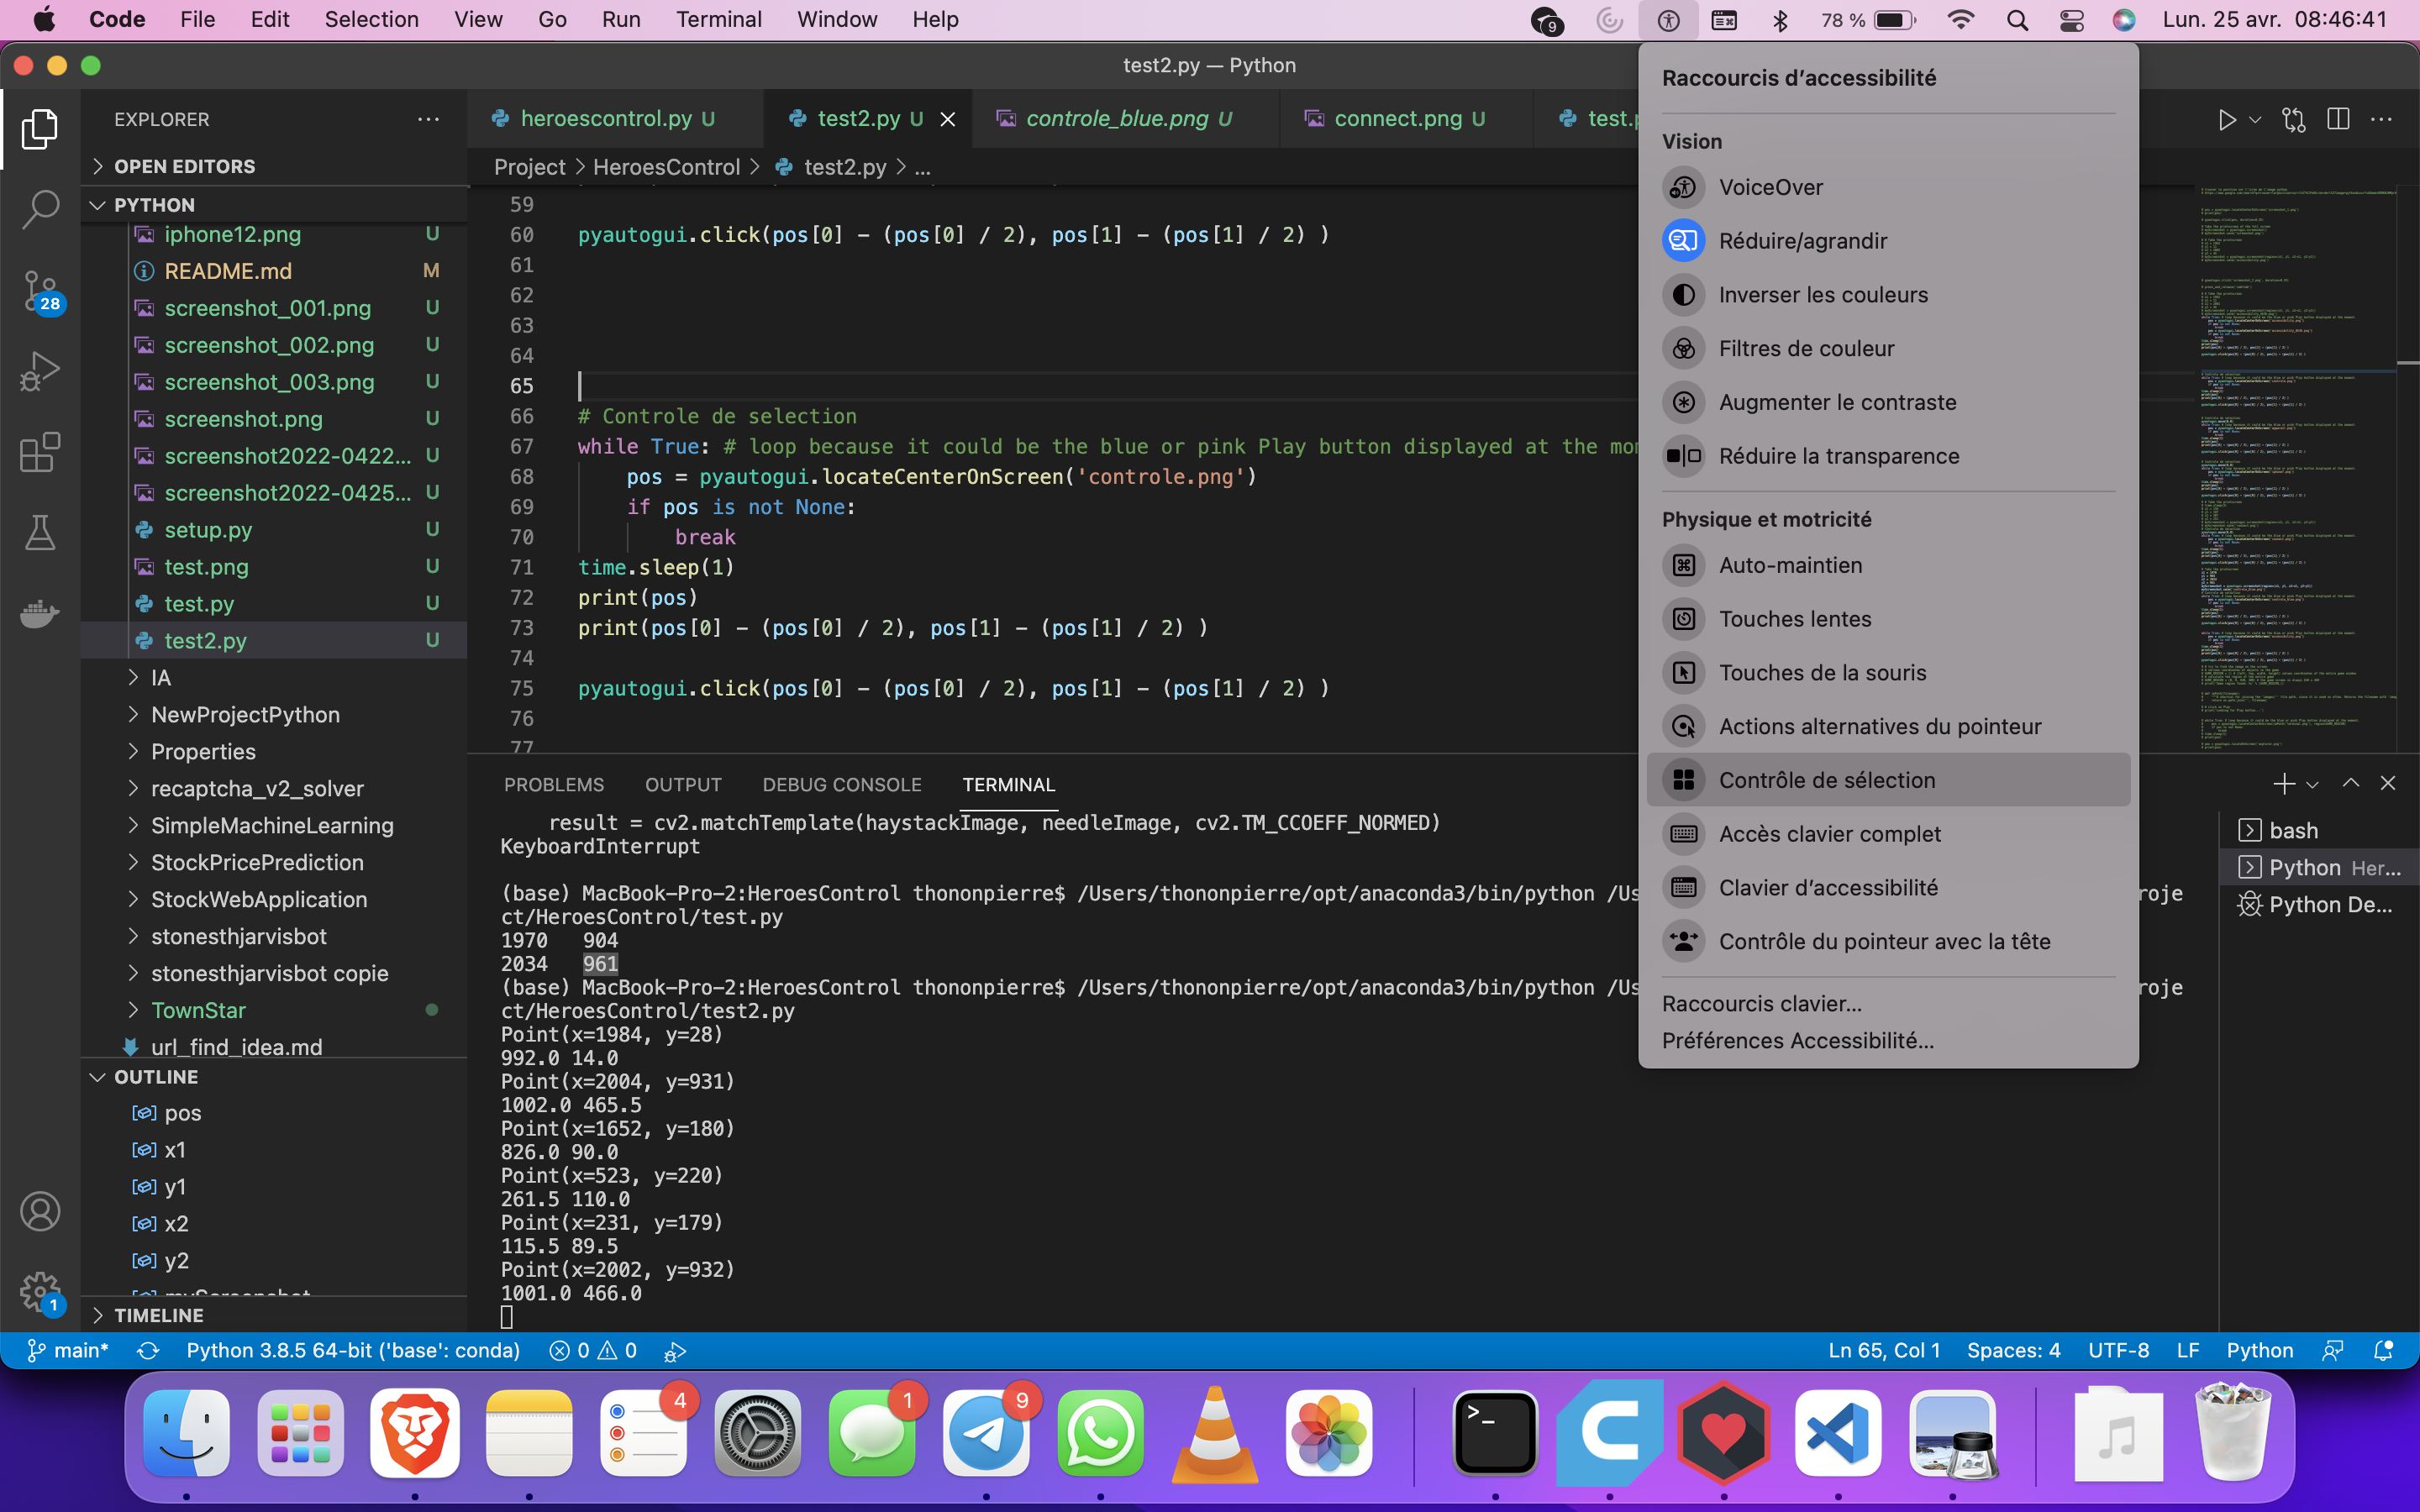 Code File Edit Selection View Go Run Terminal Window Help 9 78 % Lun. 25 avr. 08:46:41
test2.py — Python
EXPLORER
OPEN EDITORS
PYTHON
iphone12.png U
README.md M
screenshot_001.png U
screenshot_002.png U
screenshot_003.png U
screenshot.png U
screenshot2022-0422... U
screenshot2022-0425... U
setup.py U
test.png U
test.py U
test2.py U
IA
NewProjectPython
Properties
recaptcha_v2_solver
SimpleMachineLearning
StockPricePrediction
StockWebApplication
stonesthjarvisbot
stonesthjarvisbot copie
TownStar
url_find_idea.md
OUTLINE
pos
x1
y1
x2
y2
TIMELINE
28
1
heroescontrol.py U test2.py U controle_blue.png U connect.png U
Project > HeroesControl > test2.py > ...
59
60 pyautogui.click(pos[0] - (pos[0] / 2), pos[1] - (pos[1] / 2) )
61
62
63
64
65
66 # Controle de selection
67 while True: # loop because it could be the blue or pink Play button displayed at the
68 pos = pyautogui.locateCenterOnScreen('controle.png')
69 if pos is not None:
70 break
71 time.sleep(1)
72 print(pos)
73 print(pos[0] - (pos[0] / 2), pos[1] - (pos[1] / 2) )
74
75 pyautogui.click(pos[0] - (pos[0] / 2), pos[1] - (pos[1] / 2) )
76
77
PROBLEMS OUTPUT DEBUG CONSOLE TERMINAL
result = cv2.matchTemplate(haystackImage, needleImage, cv2.TM_CCOEFF_NORMED)
KeyboardInterrupt
(base) MacBook-Pro-2:HeroesControl thononpierre$ /Users/thononpierre/opt/anaconda3/bin/python /Us roje
ct/HeroesControl/test.py
1970 904
2034 961
(base) MacBook-Pro-2:HeroesControl thononpierre$ /Users/thononpierre/opt/anaconda3/bin/python /Us roje
ct/HeroesControl/test2.py
Point(x=1984, y=28)
992.0 14.0
Point(x=2004, y=931)
1002.0 465.5
Point(x=1652, y=180)
826.0 90.0
Point(x=523, y=220)
261.5 110.0
Point(x=231, y=179)
115.5 89.5
Point(x=2002, y=932)
1001.0 466.0
bash
Python Her...
Python De...
Raccourcis d'accessibilité
Vision
VoiceOver
Réduire/agrandir
Inverser les couleurs
Filtres de couleur
Augmenter le contraste
Réduire la transparence
Physique et motricité
Auto-maintien
Touches lentes
Touches de la souris
Actions alternatives du pointeur
Contrôle de sélection
Accès clavier complet
Clavier d'accessibilité
Contrôle du pointeur avec la tête
Raccourcis clavier...
Préférences Accessibilité...
main* Python 3.8.5 64-bit ('base': conda) 0 0 Ln 65, Col 1 Spaces: 4 UTF-8 LF Python
4 1 9